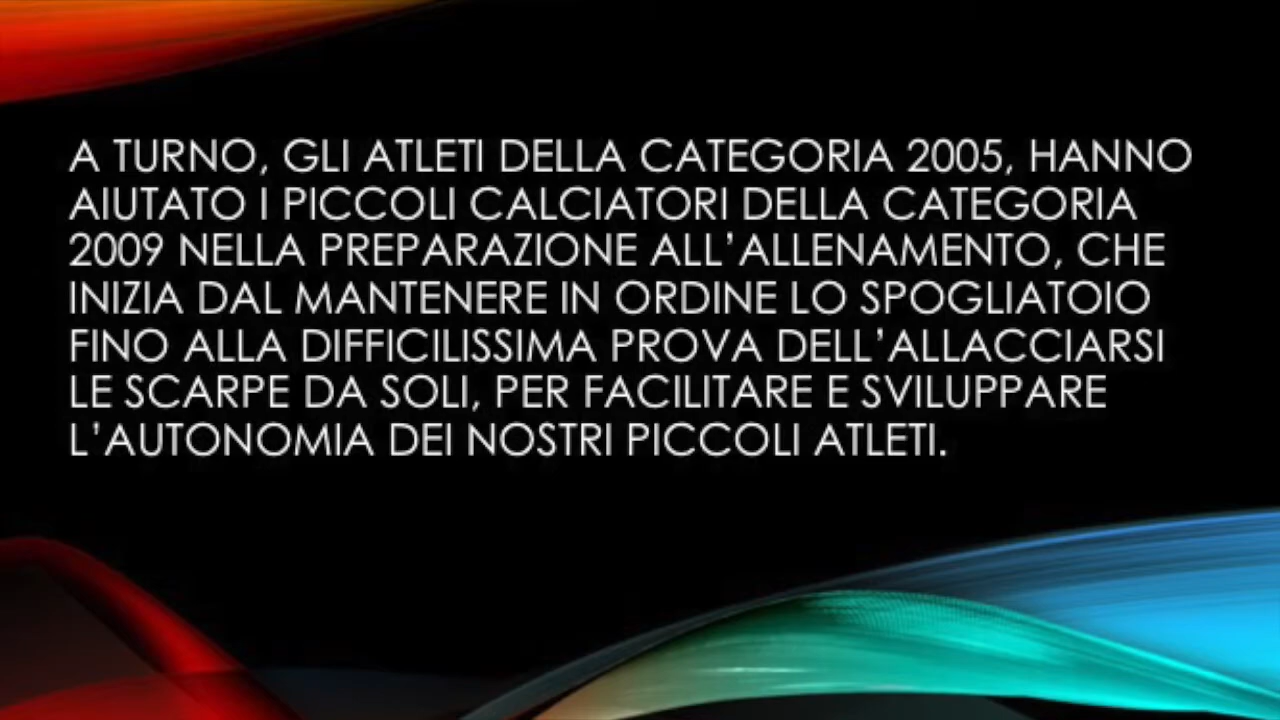 A TURNO, GLI ATLETI DELLA CATEGORIA 2005, HANNO
AIUTATO I PICCOLI CALCIATORI DELLA CATEGORIA
2009 NELLA PREPARAZIONE ALL'ALLENAMENTO, CHE
INIZIA DAL MANTENERE IN ORDINE LO SPOGLIATOIO
FINO ALLA DIFFICILISSIMA PROVA DELL'ALLACCIARSI
LE SCARPE DA SOLI, PER FACILITARE E SVILUPPARE
L'AUTONOMIA DEI NOSTRI PICCOLI ATLETI.